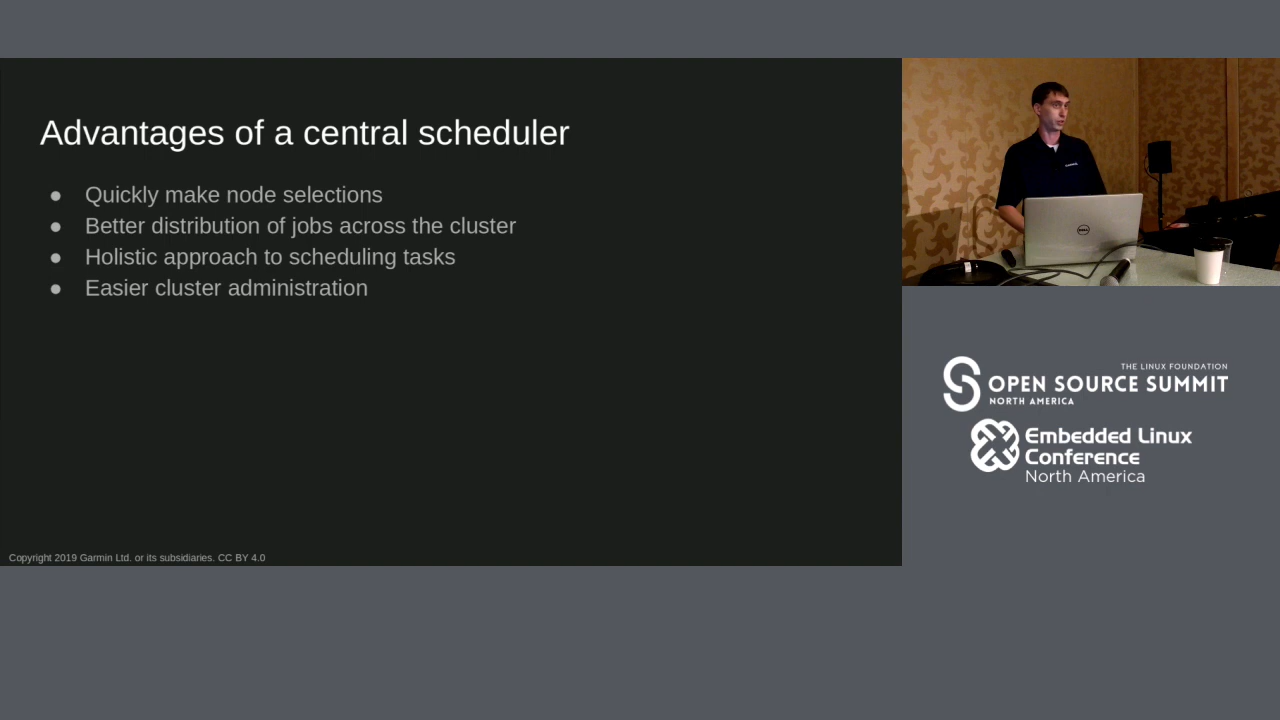 Advantages of a central scheduler
● Quickly make node selections
● Better distribution of jobs across the cluster
● Holistic approach to scheduling tasks
● Easier cluster administration
Copyright 2019 Garmin Ltd. or its subsidiaries. CC BY 4.0
DELL
THE LINUX FOUNDATION
OPEN SOURCE SUMMIT
NORTH AMERICA
Embedded Linux
Conference
North America